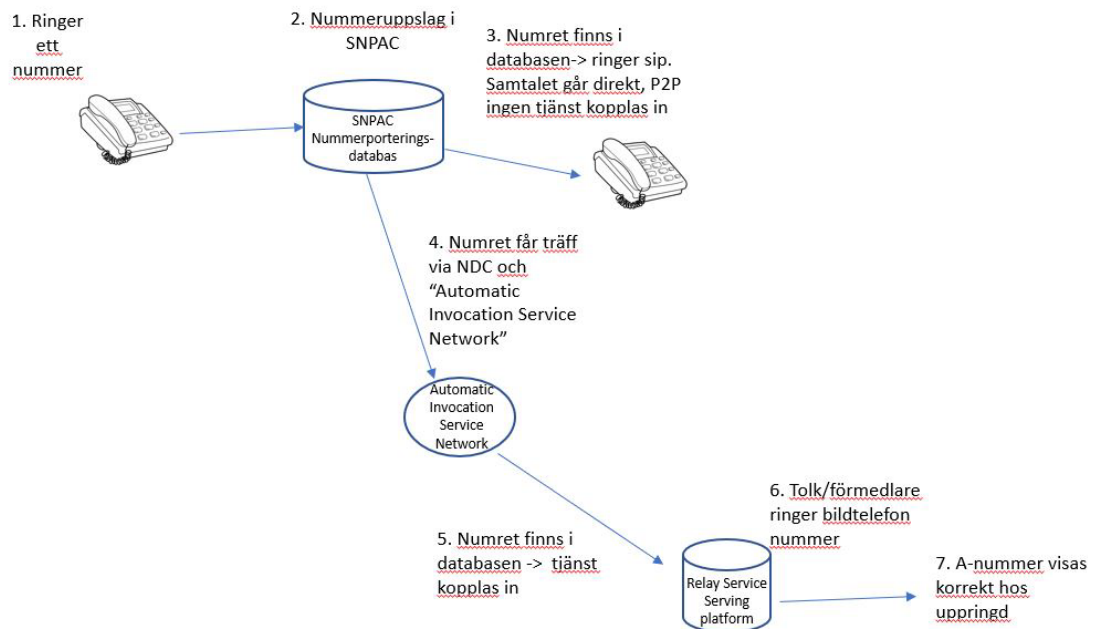 1. Ringer
ett
nummer
2. Nummeruppslag i
SNPAC
3. Numret finns i
databasen-> ringer sip.
Samtalet går direkt, P2P
ingen tjänst kopplas in
SNPAC
Nummerporterings-
databas
4. Numret får träff
via NDC och
“Automatic
Invocation Service
Network”
Automatic
Invocation
Service
Network
5. Numret finns i
databasen -> tjänst
kopplas in
6. Tolk/förmedlare
ringer bildtelefon
nummer
Relay Service
Serving
platform
7. A-nummer visas
korrekt hos
uppringd